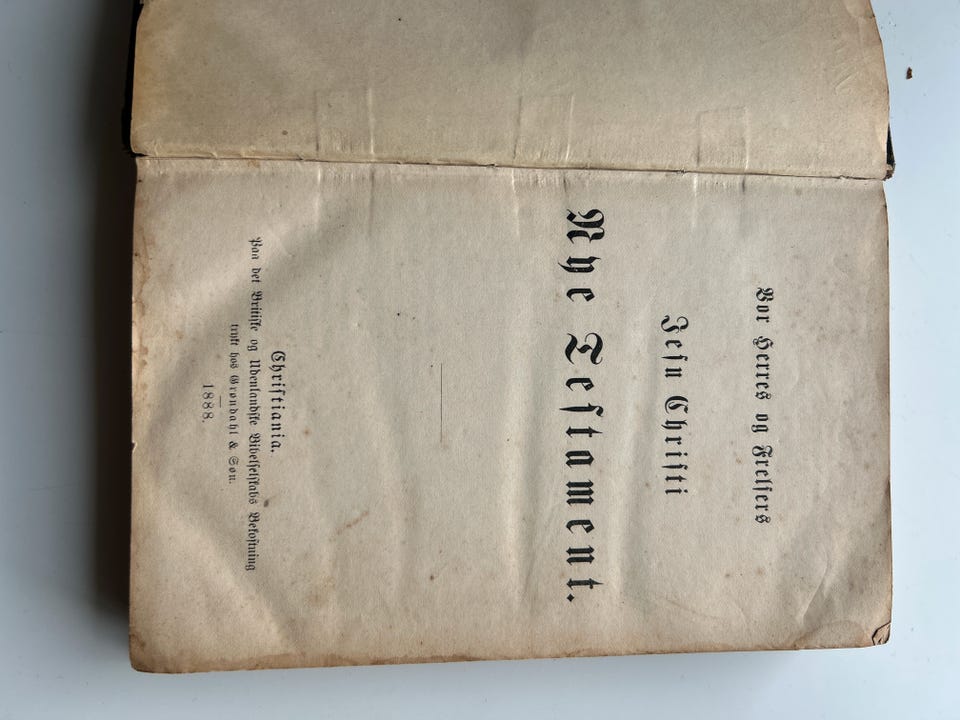 Vor Herres og Frelsers
Jesu Christi
Nye Testament.
Christiania.
Paa det Britiske og Udenlandske Bibelselskabs Bekostning
trykt hos Grøndahl & Søn.
1888.